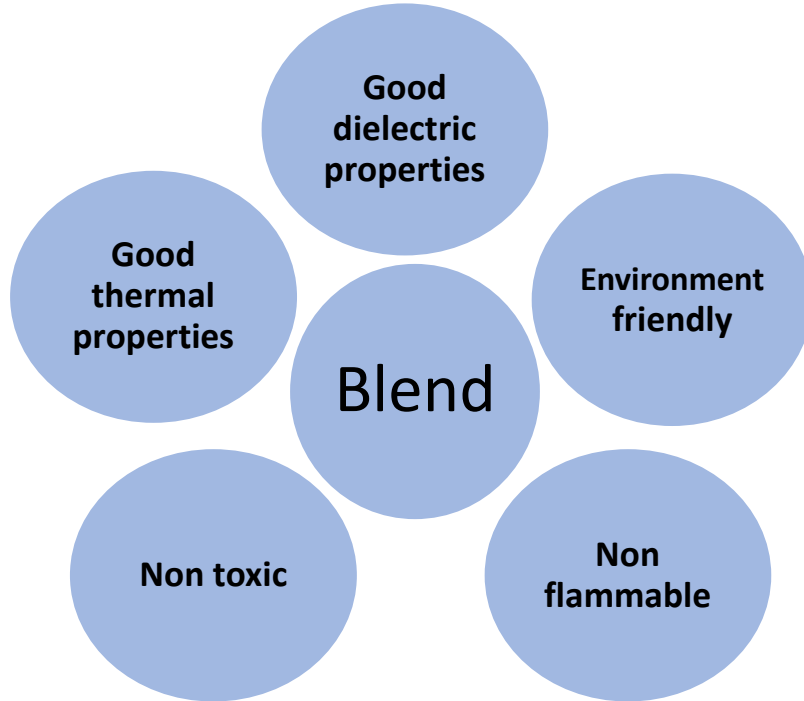 Good
dielectric
properties
Good
thermal
properties
Environment
friendly
Blend
Non toxic
Non
flammable